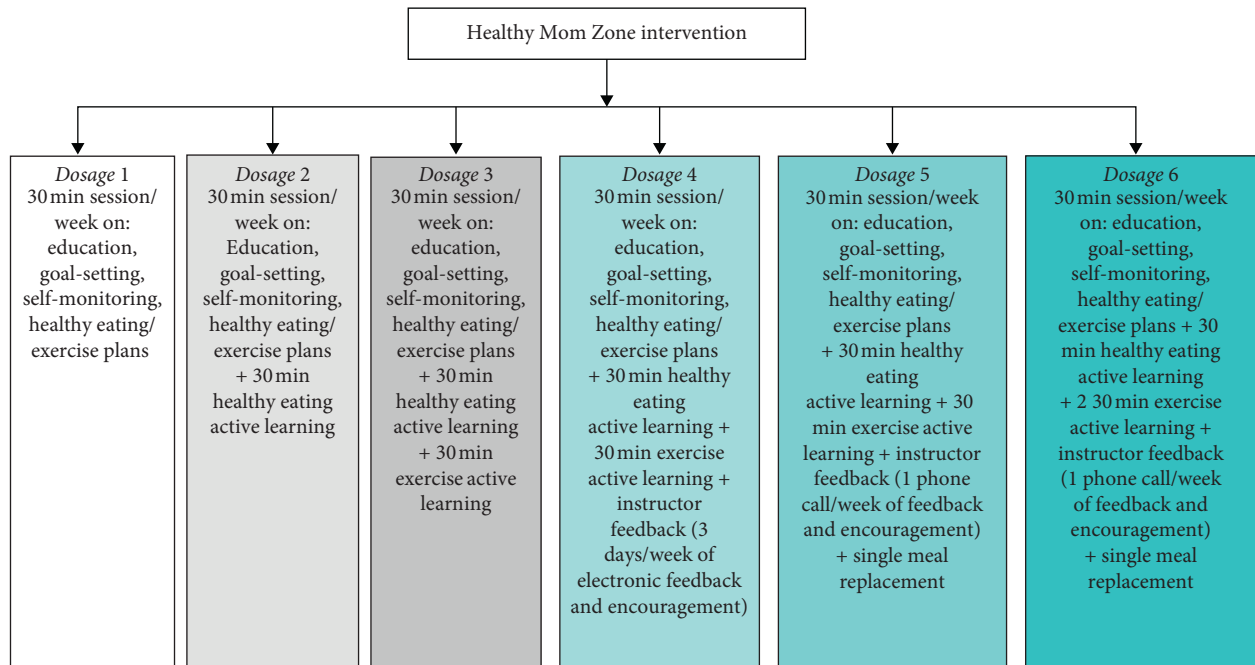 Healthy Mom Zone intervention
Dosage 1
30 min session/
week on:
education,
goal-setting,
self-monitoring,
healthy eating/
exercise plans
Dosage 2
30 min session/
week on:
Education,
goal-setting,
self-monitoring,
healthy eating/
exercise plans
+ 30 min
healthy eating
active learning
Dosage 3
30 min session/
week on:
education,
goal-setting,
self-monitoring,
healthy eating/
exercise plans
+ 30 min
healthy eating
active learning
+ 30 min
exercise active
learning
Dosage 4
30 min session/
week on:
education,
goal-setting,
self-monitoring,
healthy eating/
exercise plans
+ 30 min healthy
eating
active learning +
30 min exercise
active learning +
instructor
feedback (3
days/week of
electronic feedback
and encouragement)
Dosage 5
30 min session/week
on: education,
goal-setting,
self-monitoring,
healthy eating/
exercise plans
+ 30 min healthy
eating
active learning + 30
min exercise active
learning + instructor
feedback (1 phone
call/week of feedback
and encouragement)
+ single meal
replacement
Dosage 6
30 min session/week
on: education,
goal-setting,
self-monitoring,
healthy eating/
exercise plans + 30
min healthy eating
active learning
+ 2 30 min exercise
active learning +
instructor feedback
(1 phone call/week
of feedback and
encouragement)
+ single meal
replacement